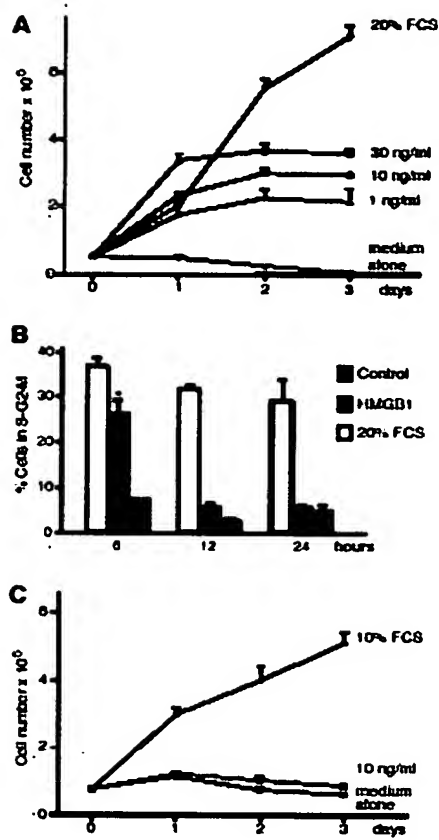 A
Cell number x 10⁵
6
4
2
0
20% FCS
30 ng/ml
10 ng/ml
1 ng/ml
medium
alone
0 1 2 3
days
B
% Cells in S-G2-M
40
30
20
10
0
Control
HMGB1
20% FCS
*
6 12 24 hours
C
Cell number x 10⁵
6
4
2
0
10% FCS
10 ng/ml
medium
alone
0 1 2 3
days